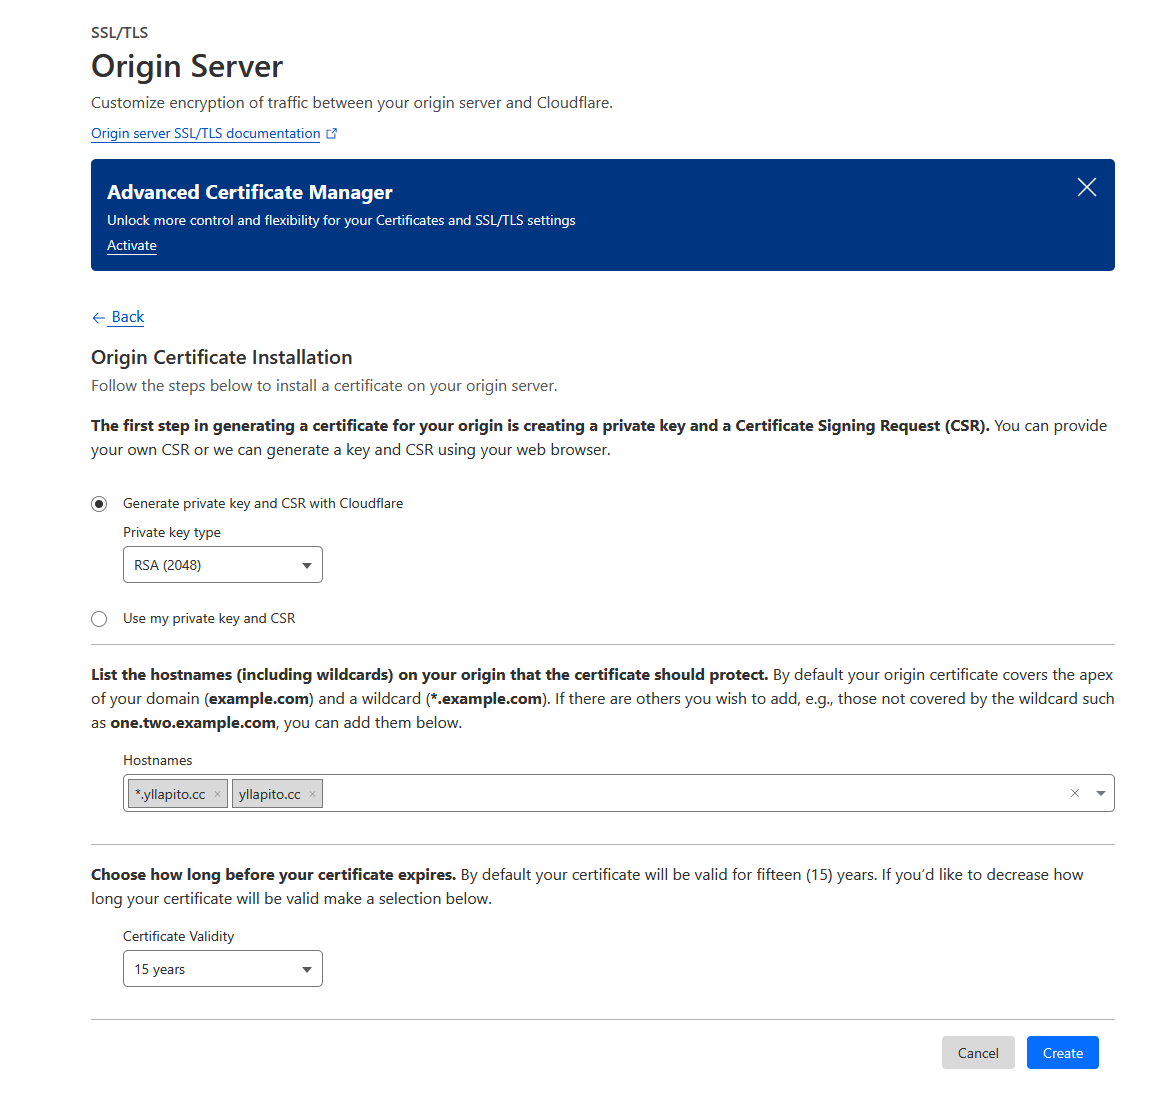 SSL/TLS
Origin Server
Customize encryption of traffic between your origin server and Cloudflare.
Origin server SSL/TLS documentation
Advanced Certificate Manager
Unlock more control and flexibility for your Certificates and SSL/TLS settings
Activate
Back
Origin Certificate Installation
Follow the steps below to install a certificate on your origin server.
The first step in generating a certificate for your origin is creating a private key and a Certificate Signing Request (CSR). You can provide
your own CSR or we can generate a key and CSR using your web browser.
Generate private key and CSR with Cloudflare
Private key type
RSA (2048)
Use my private key and CSR
List the hostnames (including wildcards) on your origin that the certificate should protect. By default your origin certificate covers the apex
of your domain (example.com) and a wildcard (*.example.com). If there are others you wish to add, e.g., those not covered by the wildcard such
as one.two.example.com, you can add them below.
Hostnames
*.yllapito.cc × yllapito.cc ×
Choose how long before your certificate expires. By default your certificate will be valid for fifteen (15) years. If you'd like to decrease how
long your certificate will be valid make a selection below.
Certificate Validity
15 years
Cancel Create